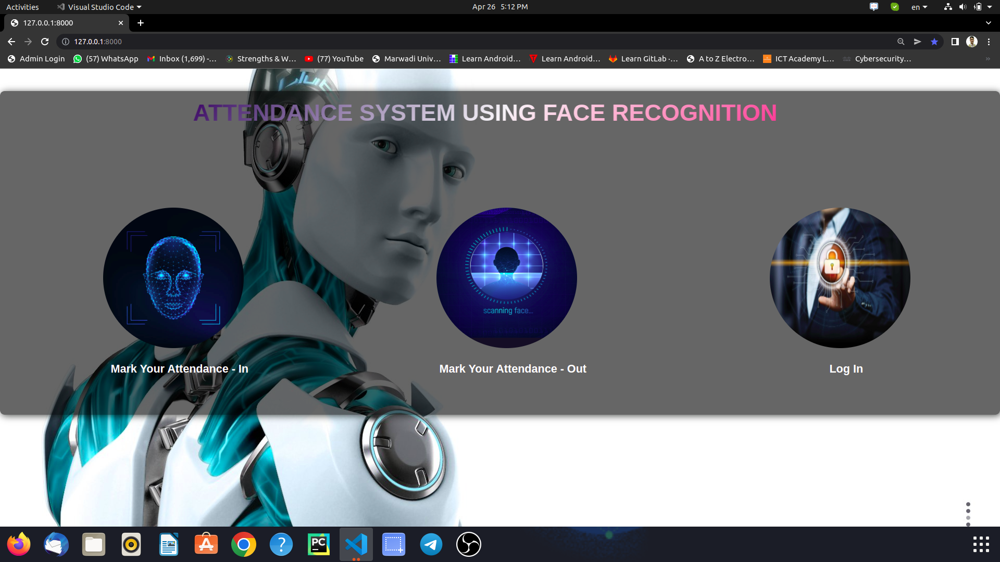 Activities Visual Studio Code Apr 26 5:12 PM en
127.0.0.1:8000
127.0.0.1:8000
Admin Login (57) WhatsApp Inbox (1,699) -... Strengths & W... (77) YouTube Marwadi Univ... Learn Android... Learn Android... Learn GitLab ·... A to Z Electro... ICT Academy L... Cybersecurity... »
ATTENDANCE SYSTEM USING FACE RECOGNITION
scanning face...
Mark Your Attendance - In Mark Your Attendance - Out Log In
PC